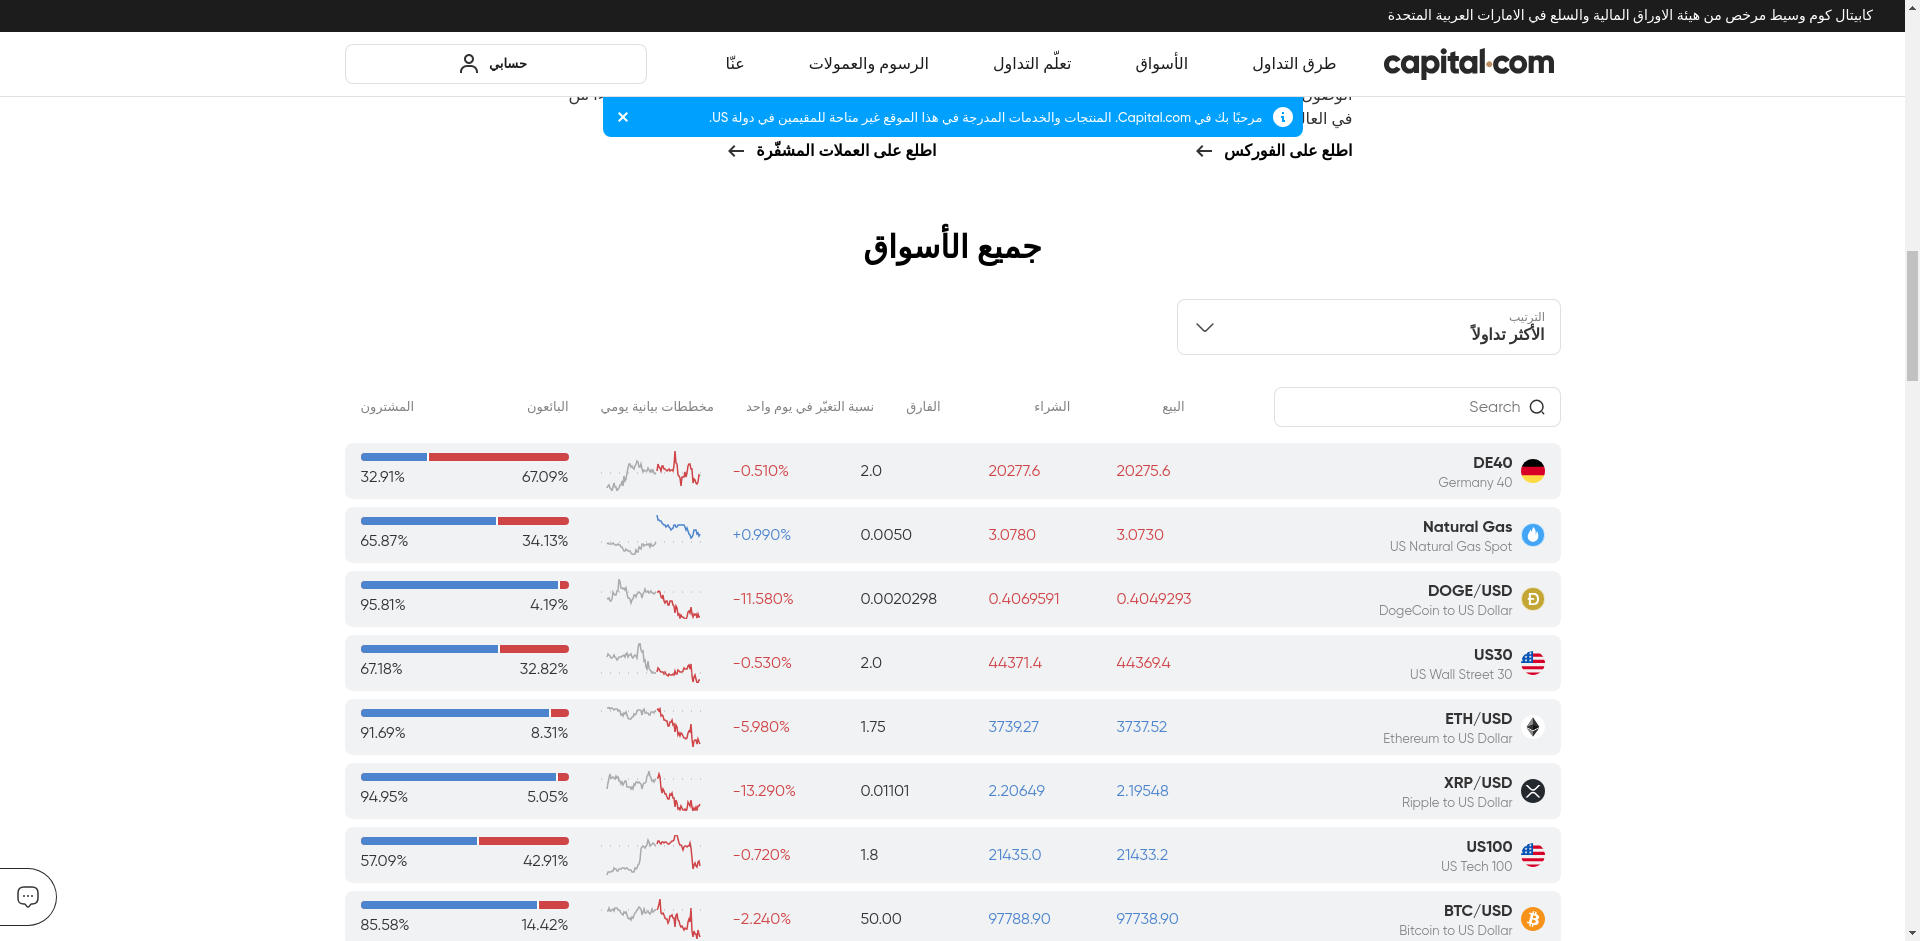 كابيتال كوم وسيط مرخص من هيئة الاوراق المالية والسلع في الامارات العربية المتحدة
capital.com
طرق التداول
الأسواق
تعلّم التداول
الرسوم والعمولات
عنّا
حسابي
مرحبًا بك في Capital.com. المنتجات والخدمات المدرجة في هذا الموقع غير متاحة للمقيمين في دولة US.
اطلع على الفوركس
اطلع على العملات المشفّرة
جميع الأسواق
الترتيب
الأكثر تداولاً
Search
البيع
الشراء
الفارق
نسبة التغيّر في يوم واحد
مخططات بيانية يومي
البائعون
المشترون
DE40
Germany 40
20275.6
20277.6
2.0
-0.510%
67.09%
32.91%
Natural Gas
US Natural Gas Spot
3.0730
3.0780
0.0050
+0.990%
34.13%
65.87%
DOGE/USD
DogeCoin to US Dollar
0.4049293
0.4069591
0.0020298
-11.580%
4.19%
95.81%
US30
US Wall Street 30
44369.4
44371.4
2.0
-0.530%
32.82%
67.18%
ETH/USD
Ethereum to US Dollar
3737.52
3739.27
1.75
-5.980%
8.31%
91.69%
XRP/USD
Ripple to US Dollar
2.19548
2.20649
0.01101
-13.290%
5.05%
94.95%
US100
US Tech 100
21433.2
21435.0
1.8
-0.720%
42.91%
57.09%
BTC/USD
Bitcoin to US Dollar
97738.90
97788.90
50.00
-2.240%
14.42%
85.58%